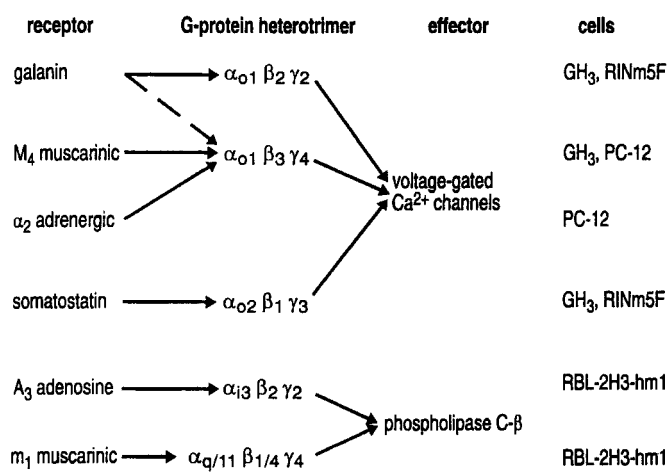 receptor G-protein heterotrimer effector cells
galanin αo1 β2 γ2 GH3, RINm5F
M4 muscarinic αo1 β3 γ4 GH3, PC-12
voltage-gated
Ca2+ channels
α2 adrenergic PC-12
somatostatin αo2 β1 γ3 GH3, RINm5F
A3 adenosine αi3 β2 γ2 RBL-2H3-hm1
phospholipase C-β
m1 muscarinic αq/11 β1/4 γ4 RBL-2H3-hm1